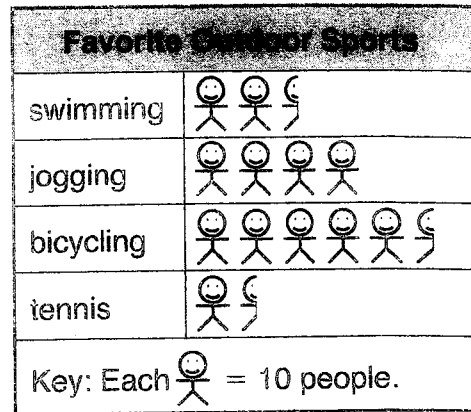 Favorite Outdoor Sports
swimming
jogging
bicycling
tennis
Key: Each = 10 people.